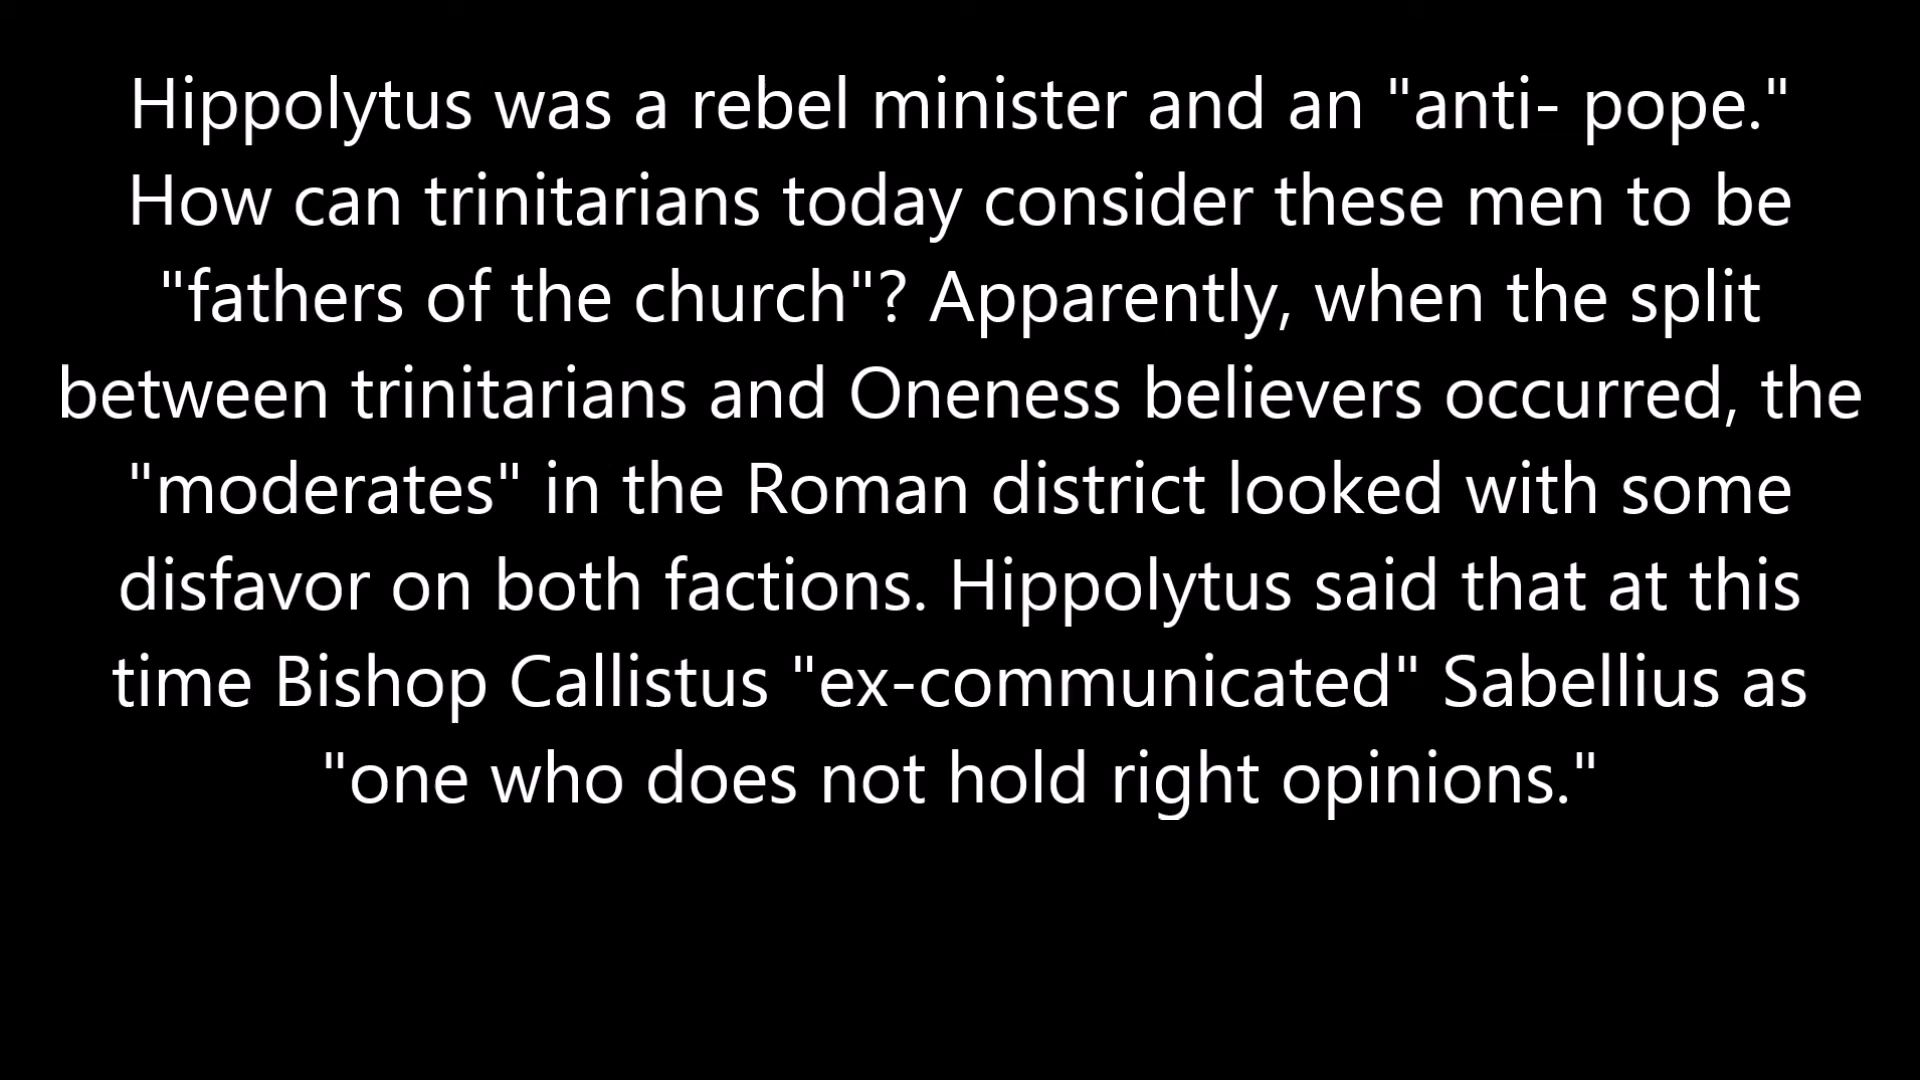 Hippolytus was a rebel minister and an "anti- pope."
How can trinitarians today consider these men to be
"fathers of the church"? Apparently, when the split
between trinitarians and Oneness believers occurred, the
"moderates" in the Roman district looked with some
disfavor on both factions. Hippolytus said that at this
time Bishop Callistus "ex-communicated" Sabellius as
"one who does not hold right opinions."